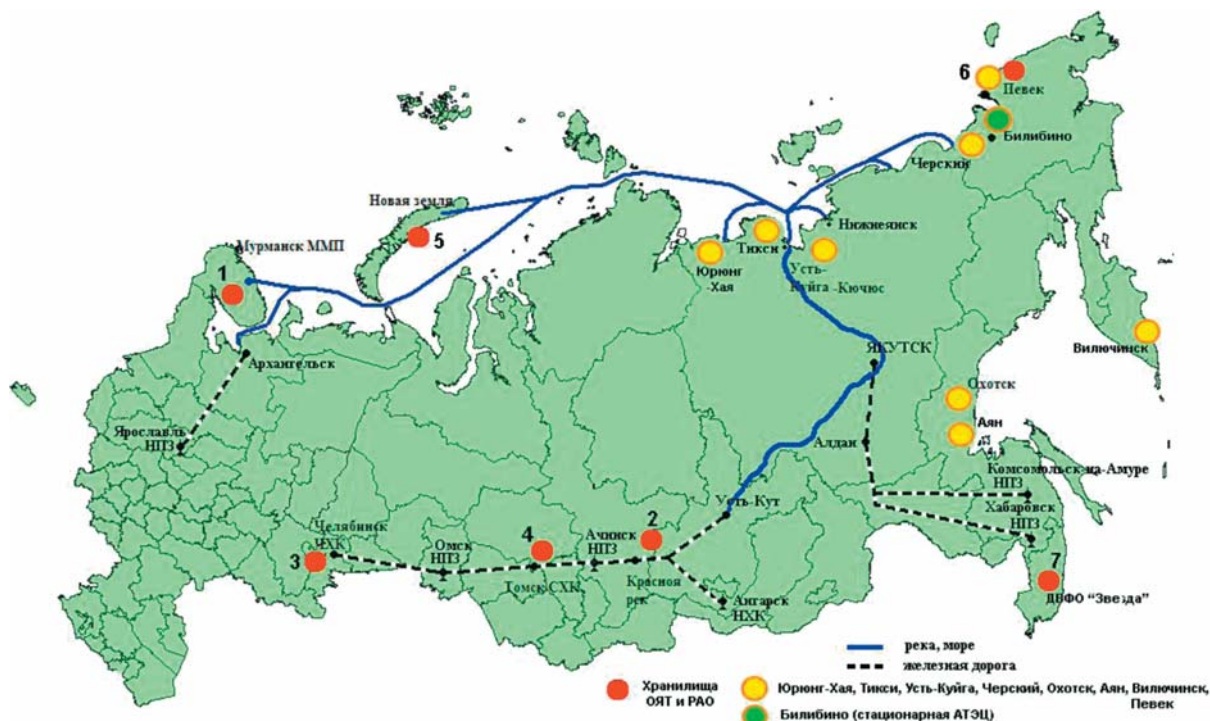 6
Певек
Билибино
Черский
Новая земля
5
Нижнеянск
Мурманск ММП
1
Тикси
Юрюнг
-Хая
Усть-
Куйга -Кючюс
Вилючинск
ЯКУТСК
Архангельск
Охотск
Аян
Ярославль
НПЗ
Алдан
Комсомольск-на-Амуре
НПЗ
Хабаровск
НПЗ
Усть-Кут
Челябинск
ЧХК
3
Омск
НПЗ
4
Томск СХК
Ачинск
НПЗ
2
Красноя
рск
Ангарск
НХК
7
ДВФО “Звезда”
река, море
железная дорога
Хранилища
ОЯТ и РАО
Юрюнг-Хая, Тикси, Усть-Куйга, Черский, Охотск, Аян, Вилючинск,
Певек
Билибино (стационарная АТЭЦ)